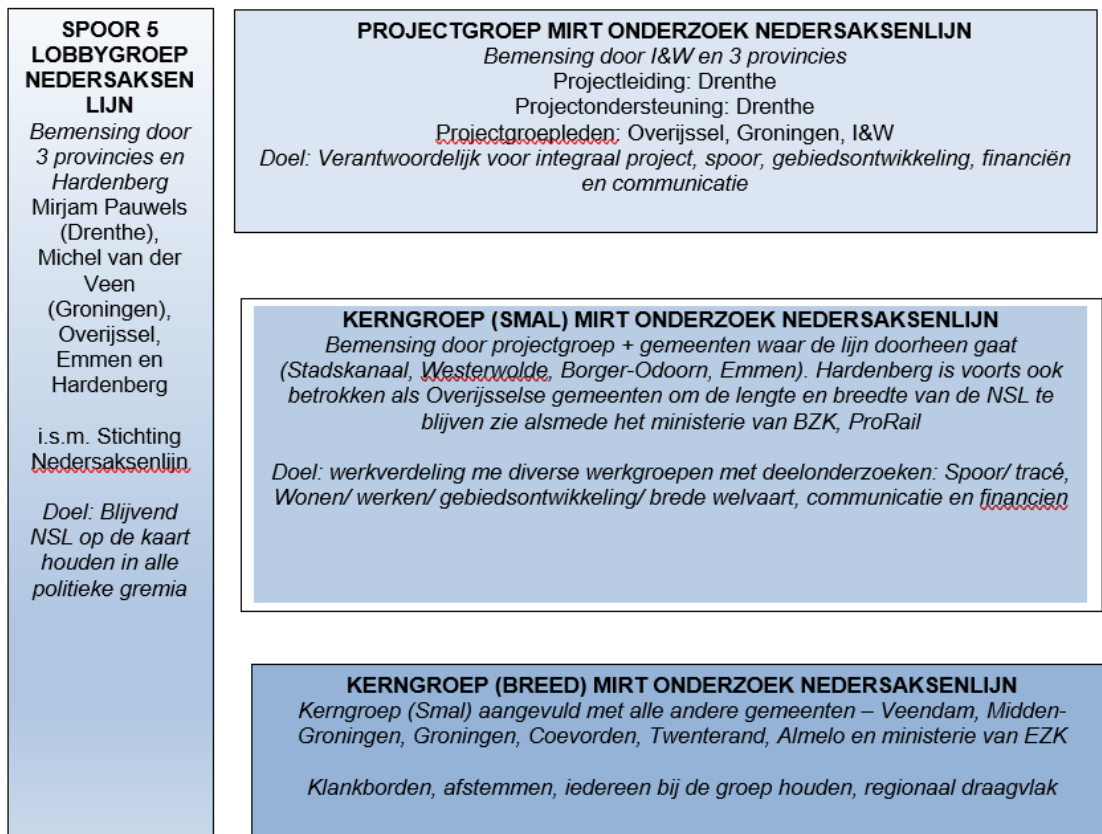 SPOOR 5
LOBBYGROEP
NEDERSAKSEN
LIJN
Bemensing door
3 provincies en
Hardenberg
Mirjam Pauwels
(Drenthe),
Michel van der
Veen
(Groningen),
Overijssel,
Emmen en
Hardenberg
i.s.m. Stichting
Nedersaksenlijn
Doel: Blijvend
NSL op de kaart
houden in alle
politieke gremia
PROJECTGROEP MIRT ONDERZOEK NEDERSAKSENLIJN
Bemensing door I&W en 3 provincies
Projectleiding: Drenthe
Projectondersteuning: Drenthe
Projectgroepleden: Overijssel, Groningen, I&W
Doel: Verantwoordelijk voor integraal project, spoor, gebiedsontwikkeling, financiën
en communicatie
KERNGROEP (SMAL) MIRT ONDERZOEK NEDERSAKSENLIJN
Bemensing door projectgroep + gemeenten waar de lijn doorheen gaat
(Stadskanaal, Westerwolde, Borger-Odoorn, Emmen). Hardenberg is voorts ook
betrokken als Overijsselse gemeenten om de lengte en breedte van de NSL te
blijven zie alsmede het ministerie van BZK, ProRail
Doel: werkverdeling me diverse werkgroepen met deelonderzoeken: Spoor/ tracé,
Wonen/ werken/ gebiedsontwikkeling/ brede welvaart, communicatie en financien
KERNGROEP (BREED) MIRT ONDERZOEK NEDERSAKSENLIJN
Kerngroep (Smal) aangevuld met alle andere gemeenten – Veendam, Midden-
Groningen, Groningen, Coevorden, Twenterand, Almelo en ministerie van EZK
Klankborden, afstemmen, iedereen bij de groep houden, regionaal draagvlak